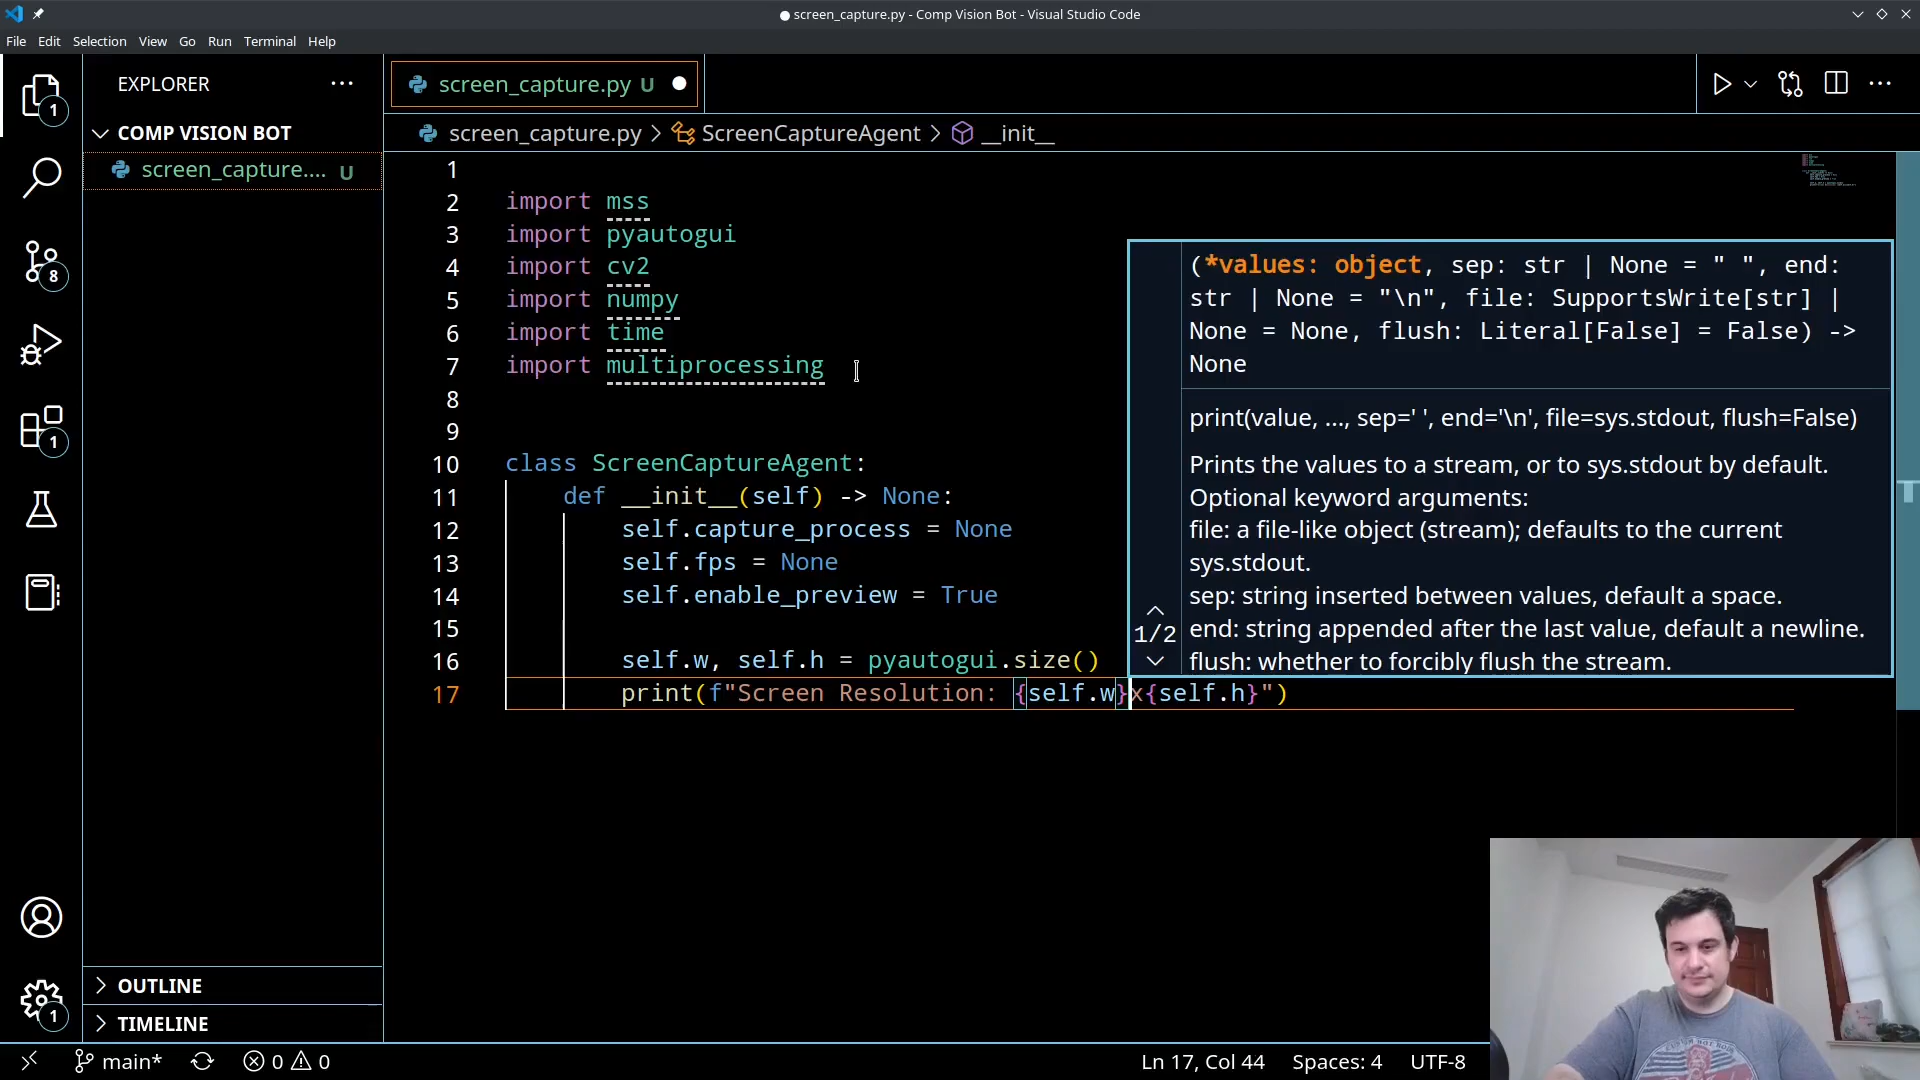 screen_capture.py - Comp Vision Bot - Visual Studio Code
File Edit Selection View Go Run Terminal Help
EXPLORER
COMP VISION BOT
screen_capture.... U
OUTLINE
TIMELINE
1
8
1
1
screen_capture.py U
screen_capture.py > ScreenCaptureAgent > __init__
1
2 import mss
3 import pyautogui
4 import cv2
5 import numpy
6 import time
7 import multiprocessing
8
9
10 class ScreenCaptureAgent:
11 def __init__(self) -> None:
12 self.capture_process = None
13 self.fps = None
14 self.enable_preview = True
15
16 self.w, self.h = pyautogui.size()
17 print(f"Screen Resolution: {self.w}x{self.h}")
(*values: object, sep: str | None = " ", end:
str | None = "\n", file: SupportsWrite[str] |
None = None, flush: Literal[False] = False) ->
None
print(value, ..., sep=' ', end='\n', file=sys.stdout, flush=False)
Prints the values to a stream, or to sys.stdout by default.
Optional keyword arguments:
file: a file-like object (stream); defaults to the current
sys.stdout.
sep: string inserted between values, default a space.
end: string appended after the last value, default a newline.
flush: whether to forcibly flush the stream.
1/2
main* 0 0 Ln 17, Col 44 Spaces: 4 UTF-8